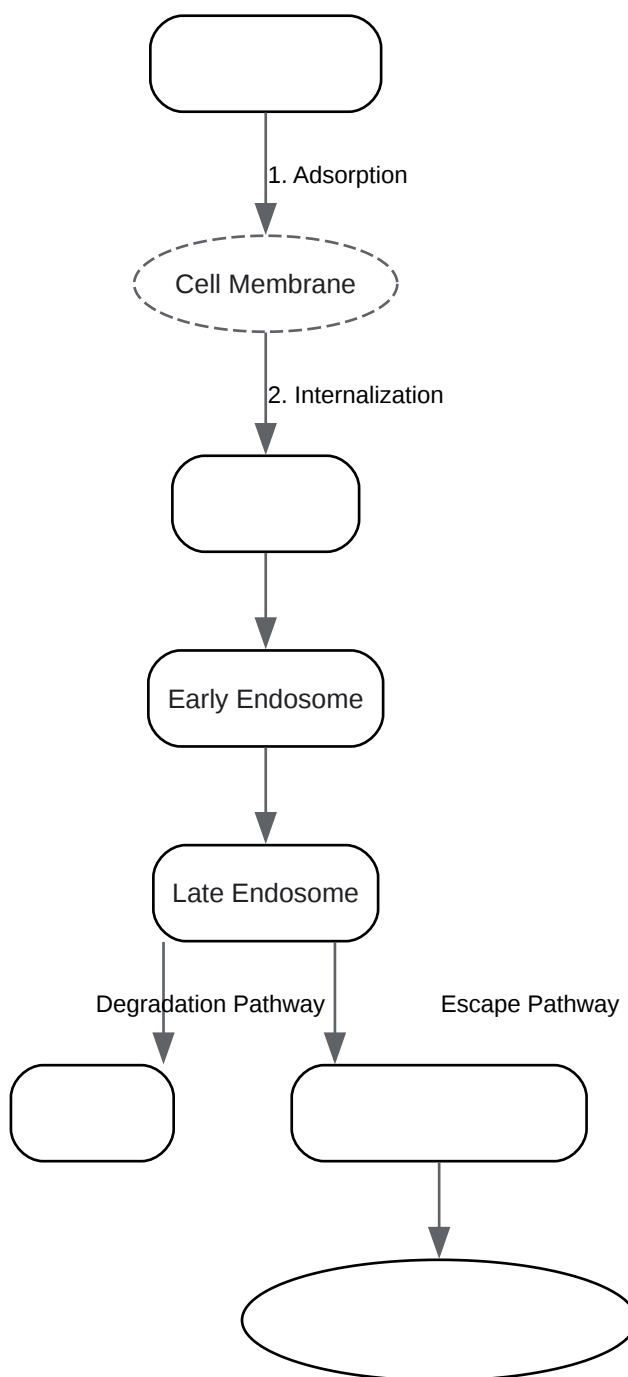 1. Adsorption
Cell Membrane
2. Internalization
Early Endosome
Late Endosome
Degradation Pathway
Escape Pathway